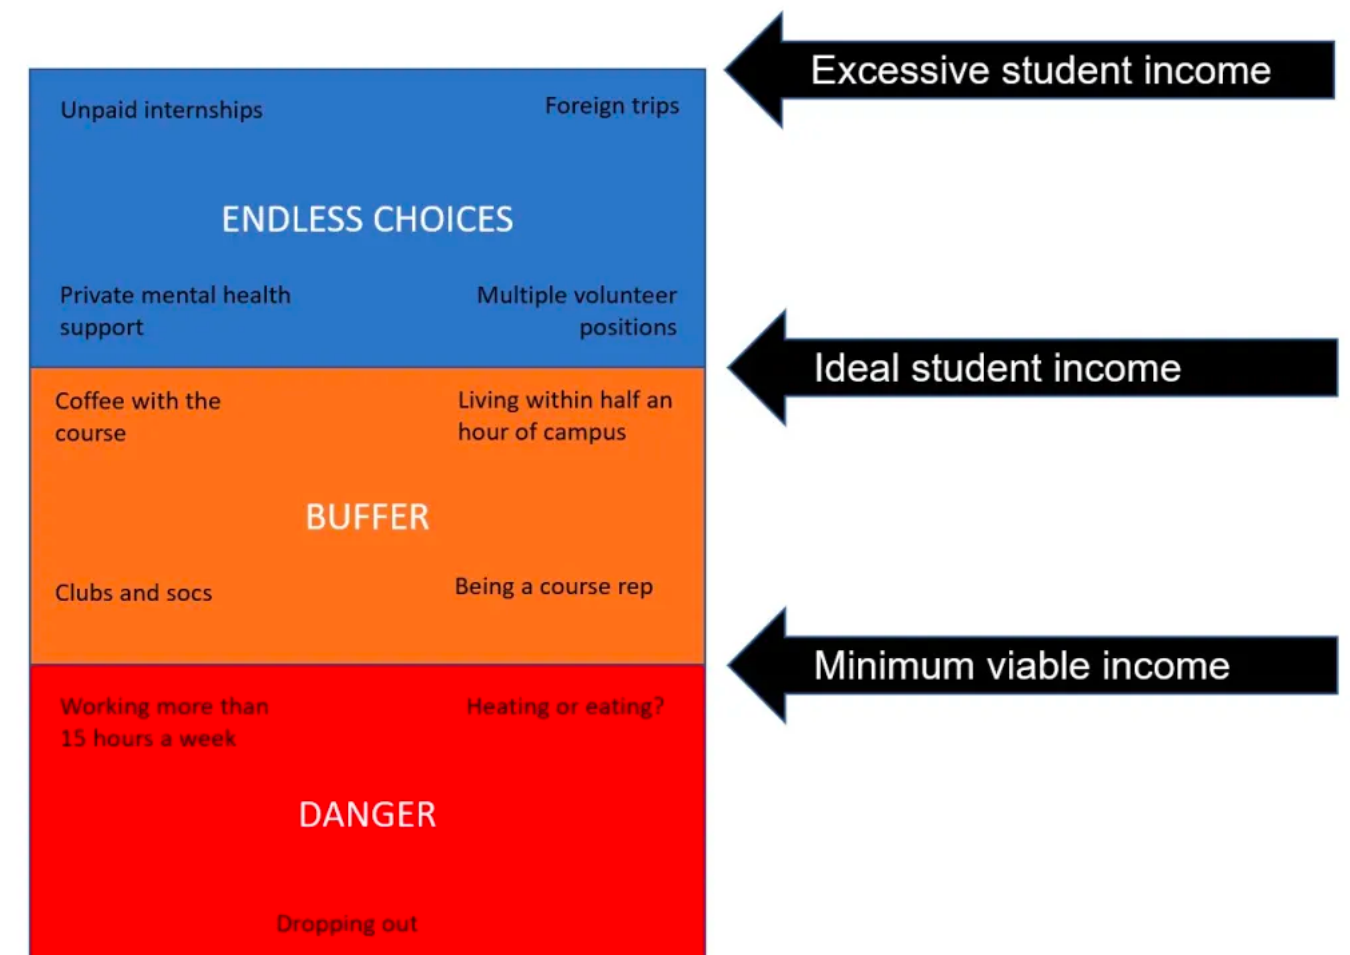 Excessive student income
Unpaid internships
Foreign trips
ENDLESS CHOICES
Private mental health
support
Multiple volunteer
positions
Ideal student income
Coffee with the
course
Living within half an
hour of campus
BUFFER
Clubs and socs
Being a course rep
Minimum viable income
Working more than
15 hours a week
Heating or eating?
DANGER
Dropping out